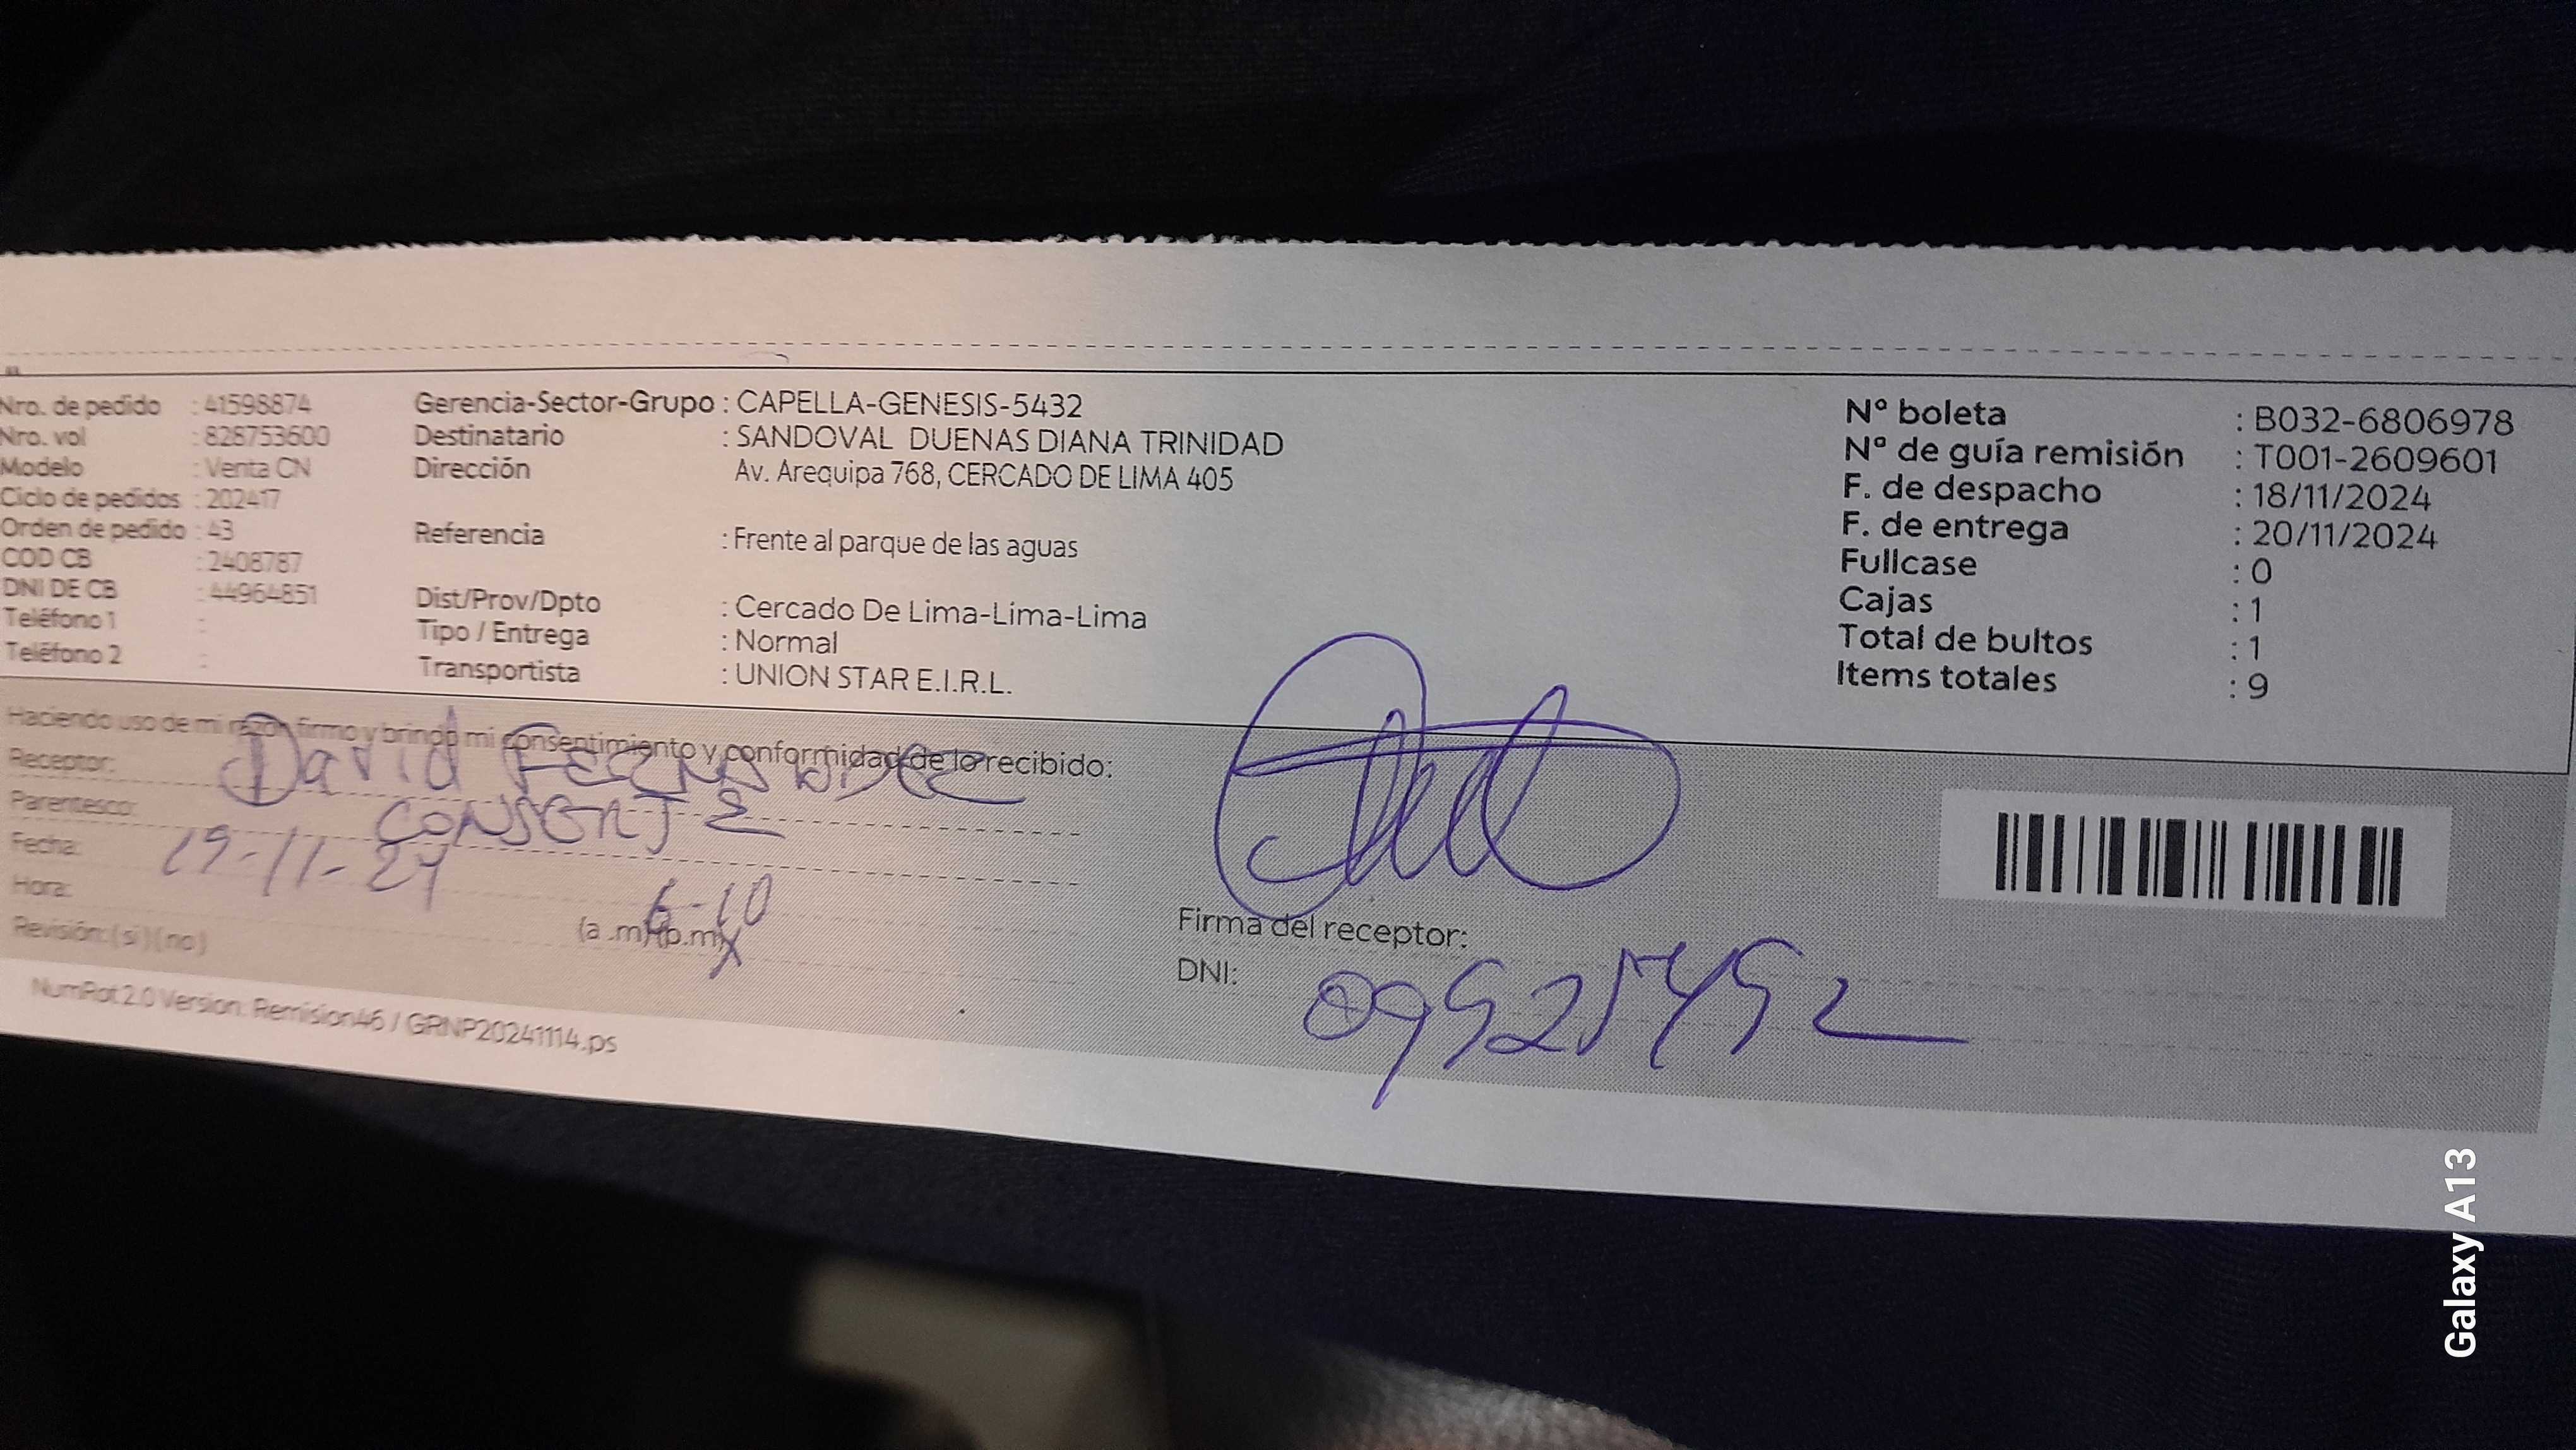 Nro. de pedido : 41598874
Nro. vol : 828753600
Modelo : Venta CN
Ciclo de pedidos : 202417
Orden de pedido : 43
COD CB : 2408787
DNI DE CB : 44964851
Teléfono 1 :
Teléfono 2 :
Gerencia-Sector-Grupo : CAPELLA-GENESIS-5432
Destinatario : SANDOVAL DUENAS DIANA TRINIDAD
Dirección Av. Arequipa 768, CERCADO DE LIMA 405
Referencia : Frente al parque de las aguas
Dist/Prov/Dpto : Cercado De Lima-Lima-Lima
Tipo / Entrega : Normal
Transportista : UNION STAR E.I.R.L.
Nº boleta : B032-6806978
Nº de guía remisión : T001-2609601
F. de despacho : 18/11/2024
F. de entrega : 20/11/2024
Fullcase : 0
Cajas : 1
Total de bultos : 1
Items totales : 9
Haciendo uso de mi razón firmo y brindo mi consentimiento y conformidad de lo recibido:
Receptor: David
Parentesco: CONSERJE
Fecha: 19-11-24
Hora: 6-10 (a .m) (p.m)
Revisión: (si) (no)
Firma del receptor:
DNI:
NumRot 2.0 Version: Remision46 / GRNP20241114.ps
Galaxy A13